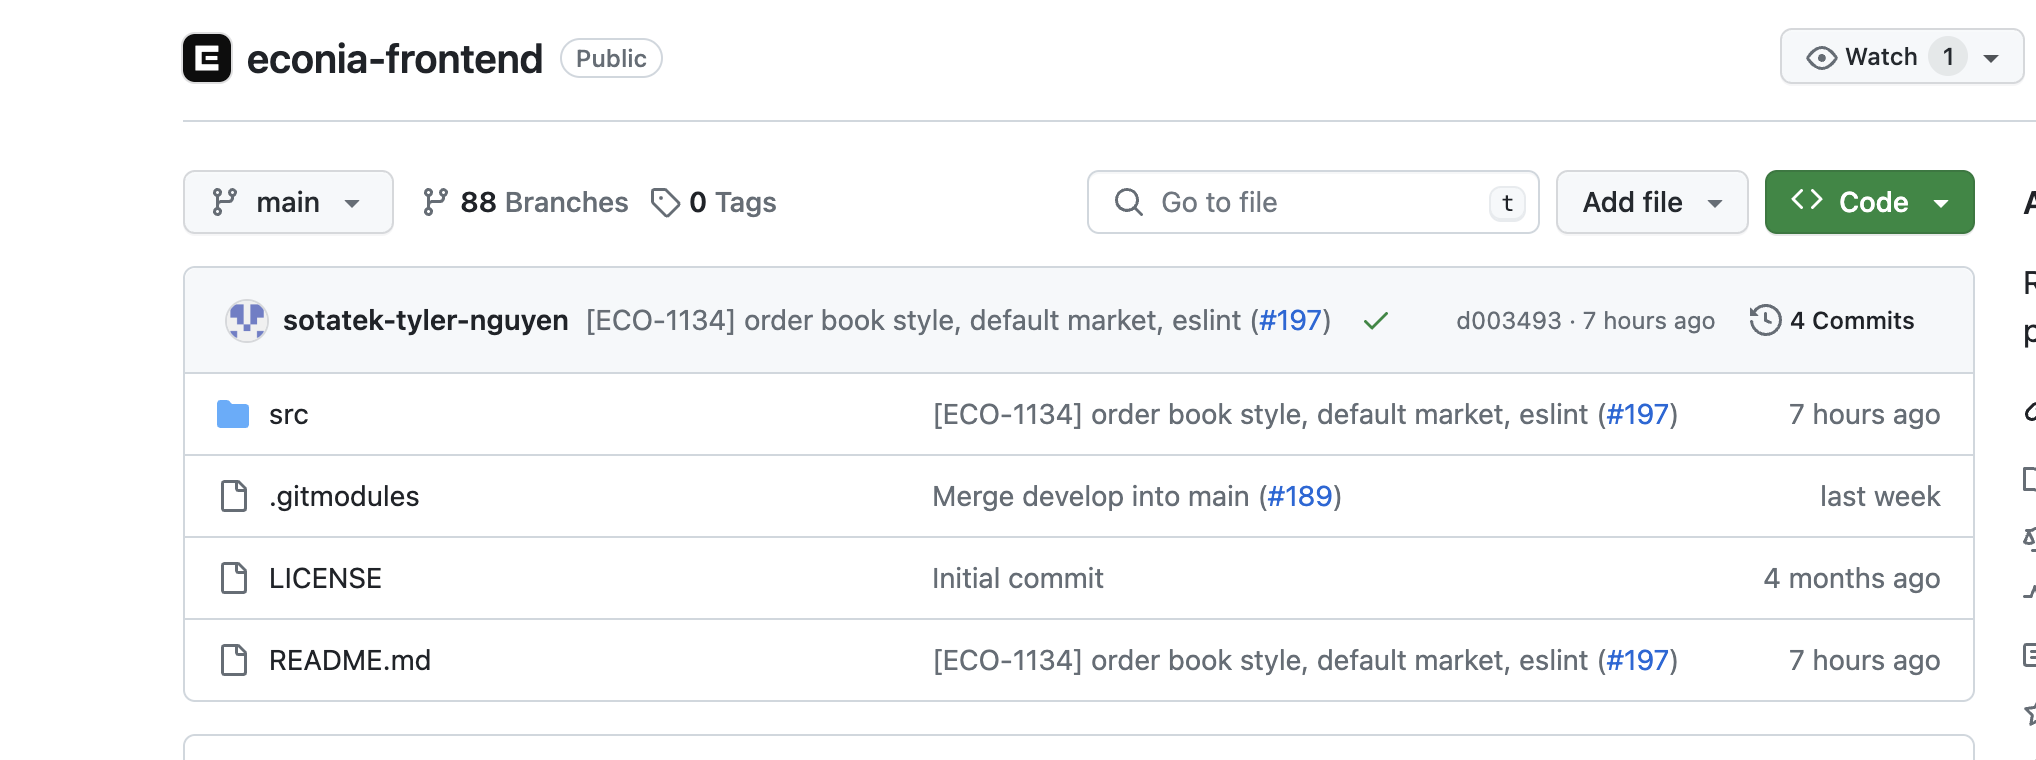 E econia-frontend Public Watch 1
main 88 Branches 0 Tags Go to file t Add file Code
sotatek-tyler-nguyen [ECO-1134] order book style, default market, eslint (#197) d003493 · 7 hours ago 4 Commits
src [ECO-1134] order book style, default market, eslint (#197) 7 hours ago
.gitmodules Merge develop into main (#189) last week
LICENSE Initial commit 4 months ago
README.md [ECO-1134] order book style, default market, eslint (#197) 7 hours ago